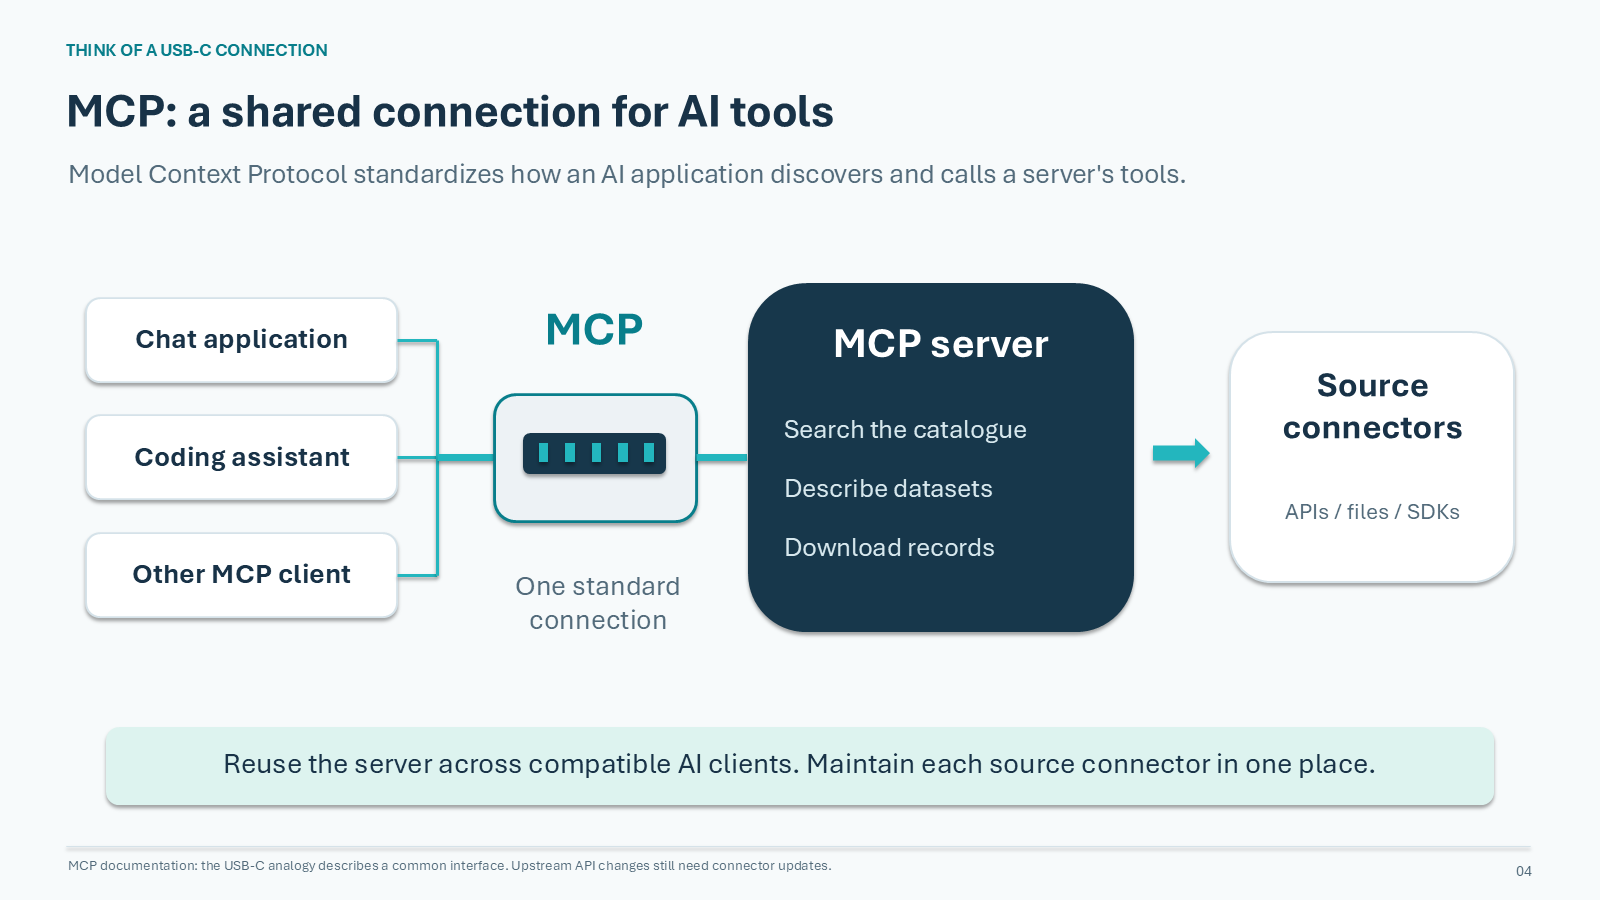 THINK OF A USB-C CONNECTION
MCP: a shared connection for AI tools
Model Context Protocol standardizes how an AI application discovers and calls a server's tools.
Chat application
Coding assistant
Other MCP client
MCP
One standard
connection
MCP server
Search the catalogue
Describe datasets
Download records
Source
connectors
APIs / files / SDKs
Reuse the server across compatible AI clients. Maintain each source connector in one place.
MCP documentation: the USB-C analogy describes a common interface. Upstream API changes still need connector updates.
04